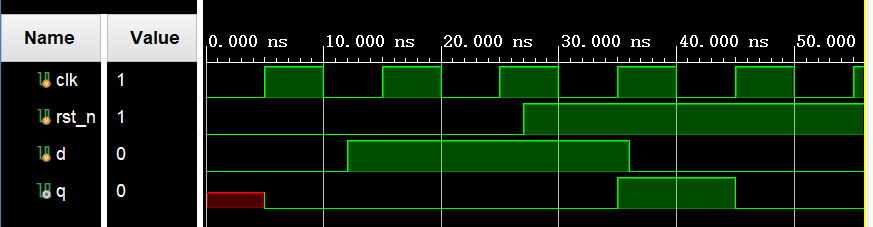 Name Value 0.000 ns 10.000 ns 20.000 ns 30.000 ns 40.000 ns 50.000
clk 1
rst_n 1
d 0
q 0